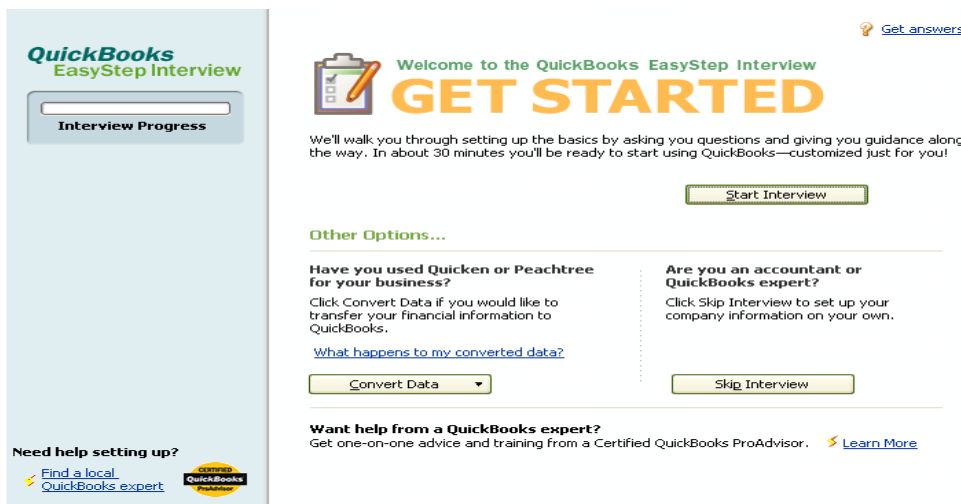 QuickBooks
EasyStep Interview
Interview Progress
Need help setting up?
Find a local
QuickBooks expert
CERTIFIED
QuickBooks
ProAdvisor
Get answers
Welcome to the QuickBooks EasyStep Interview
GET STARTED
We'll walk you through setting up the basics by asking you questions and giving you guidance along
the way. In about 30 minutes you'll be ready to start using QuickBooks—customized just for you!
Start Interview
Other Options...
Have you used Quicken or Peachtree
for your business?
Click Convert Data if you would like to
transfer your financial information to
QuickBooks.
What happens to my converted data?
Convert Data
Are you an accountant or
QuickBooks expert?
Click Skip Interview to set up your
company information on your own.
Skip Interview
Want help from a QuickBooks expert?
Get one-on-one advice and training from a Certified QuickBooks ProAdvisor. Learn More